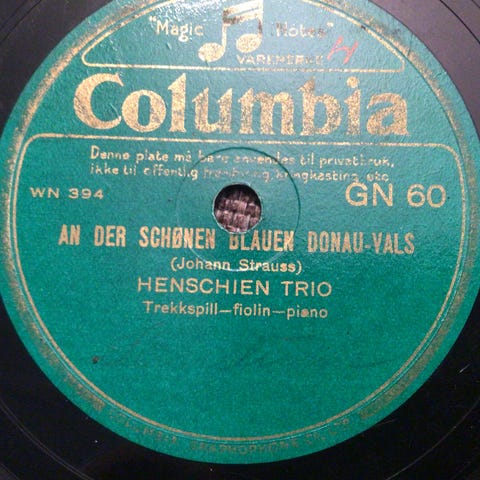 "Magic Notes"
VAREMERKE
Columbia
Denne plate må bare anvendes til privatbruk,
ikke til offentlig kringkasting, etc
WN 394
GN 60
AN DER SCHØNEN BLAUEN DONAU-VALS
(Johann Strauss)
HENSCHIEN TRIO
Trekkspill—fiolin—piano